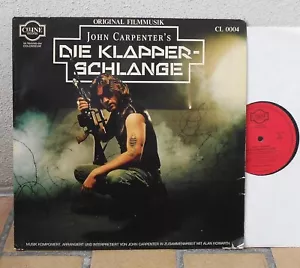 ORIGINAL FILMMUSIK
CL 0004
JOHN CARPENTER'S
DIE KLAPPER-
SCHLANGE
MUSIK KOMPONIERT, ARRANGIERT UND INTERPRETIERT VON JOHN CARPENTER IN ZUSAMMENARBEIT MIT ALAN HOWARTH